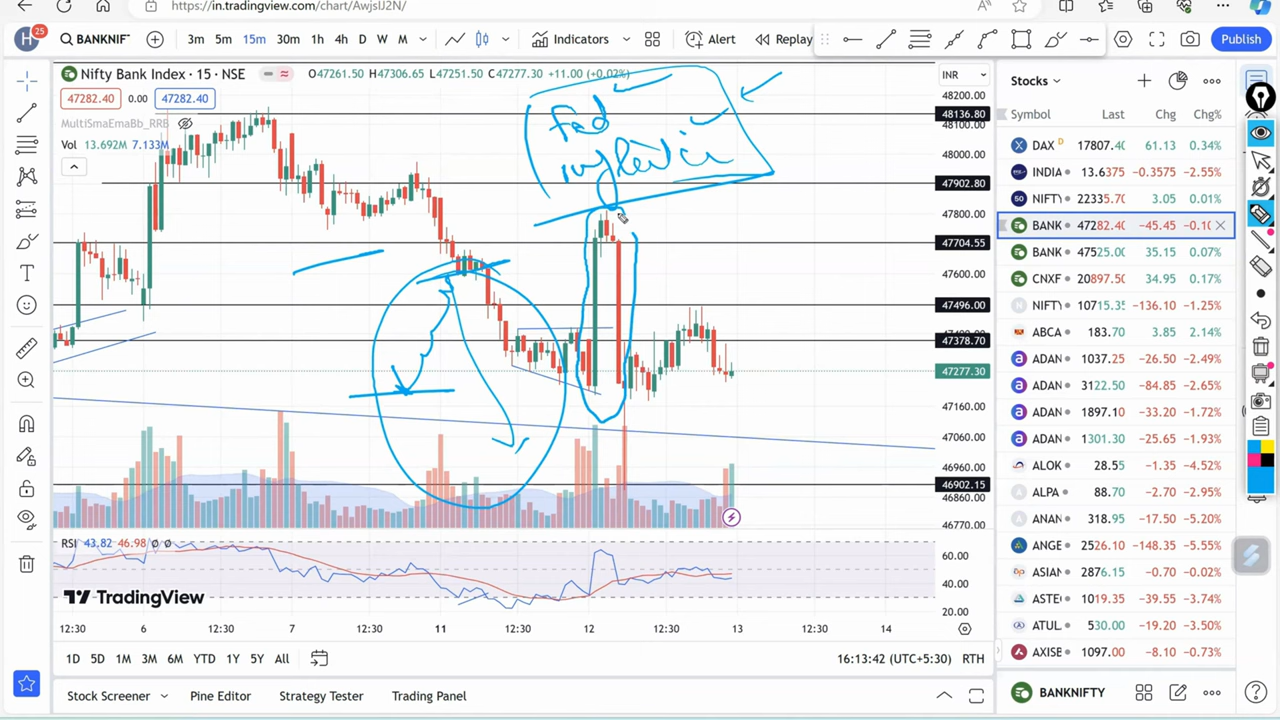 https://in.tradingview.com/chart/AwjsIJ2N/
H 25 BANKNIF 3m 5m 15m 30m 1h 4h D W M Indicators Alert Replay Publish
Nifty Bank Index · 15 · NSE O47261.50 H47306.65 L47251.50 C47277.30 +11.00 (+0.02%)
47282.40 0.00 47282.40
MultiSmaEmaBb_RRB
Vol 13.692M 7.133M
Fed
INR
48200.00
48136.80
48100.00
48000.00
47902.80
47800.00
47704.55
47600.00
47496.00
47378.70
47277.30
47160.00
47060.00
46960.00
46902.15
46860.00
46770.00
RSI 43.82 46.98 Ø Ø
60.00
40.00
20.00
TradingView
12:30 6 12:30 7 12:30 11 12:30 12 12:30 13 12:30 14
1D 5D 1M 3M 6M YTD 1Y 5Y All 16:13:42 (UTC+5:30) RTH
Stock Screener Pine Editor Strategy Tester Trading Panel
Stocks
Symbol Last Chg Chg%
DAX D 17807.40 61.13 0.34%
INDIA 13.6375 -0.3575 -2.55%
50 NIFTY 22335.70 3.05 0.01%
BANK 47282.40 -45.45 -0.10
BANK 47525.00 35.15 0.07%
CNXF 20897.50 34.95 0.17%
N NIFTY 10715.35 -136.10 -1.25%
ABCA 183.70 3.85 2.14%
a ADAN 1037.25 -26.50 -2.49%
a ADAN 3122.50 -84.85 -2.65%
a ADAN 1897.10 -33.20 -1.72%
a ADAN 1301.30 -25.65 -1.93%
ALOK 28.55 -1.35 -4.52%
A ALPA 88.70 -2.70 -2.95%
A ANAN 318.95 -17.50 -5.20%
ANGE 2526.10 -148.35 -5.55%
ap ASIAN 2876.15 -0.70 -0.02%
ASTE 1019.35 -39.55 -3.74%
ATUL 530.00 -19.20 -3.50%
AXISB 1097.00 -8.10 -0.73%
BANKNIFTY